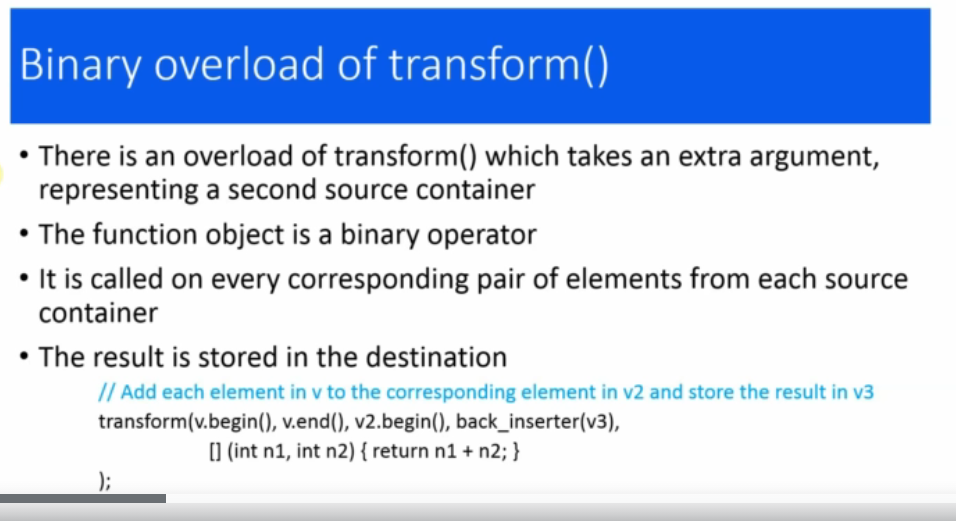 Binary overload of transform()
• There is an overload of transform() which takes an extra argument,
representing a second source container
• The function object is a binary operator
• It is called on every corresponding pair of elements from each source
container
• The result is stored in the destination
// Add each element in v to the corresponding element in v2 and store the result in v3
transform(v.begin(), v.end(), v2.begin(), back_inserter(v3),
[] (int n1, int n2) { return n1 + n2; }
);